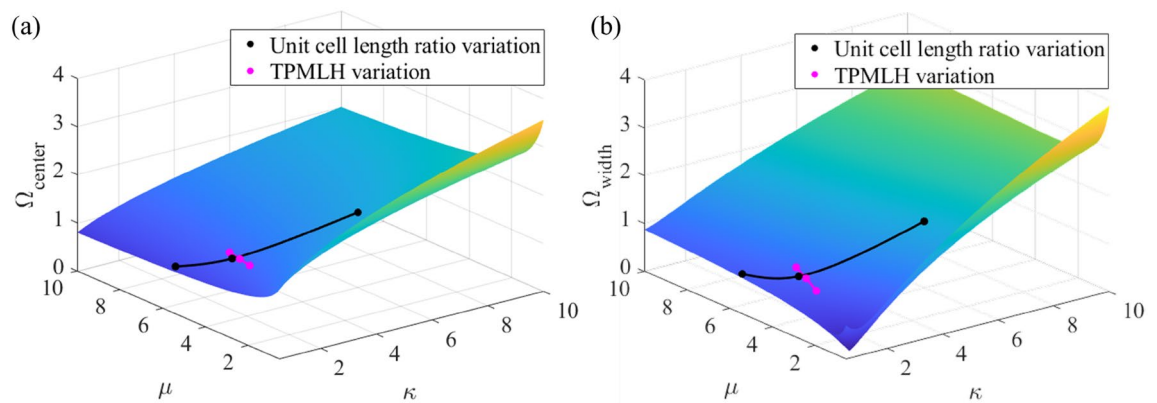 (a)
Unit cell length ratio variation
TPMLH variation
Ω_center
4
3
2
1
0
10
8
6
4
2
μ
2
4
6
8
10
κ
(b)
Unit cell length ratio variation
TPMLH variation
Ω_width
4
3
2
1
0
10
8
6
4
2
μ
2
4
6
8
10
κ